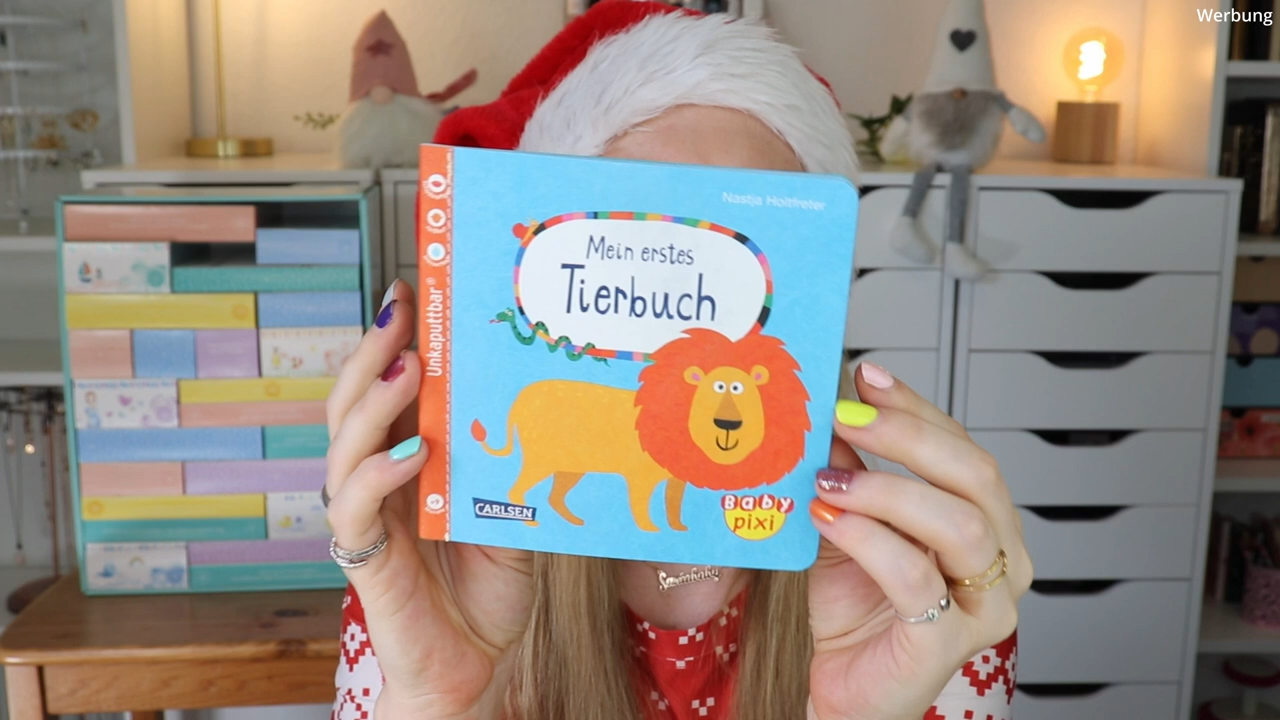 Werbung
Nastja Holtfreter
Mein erstes
Tierbuch
Unkaputtbar®
CARLSEN
Baby
pixi